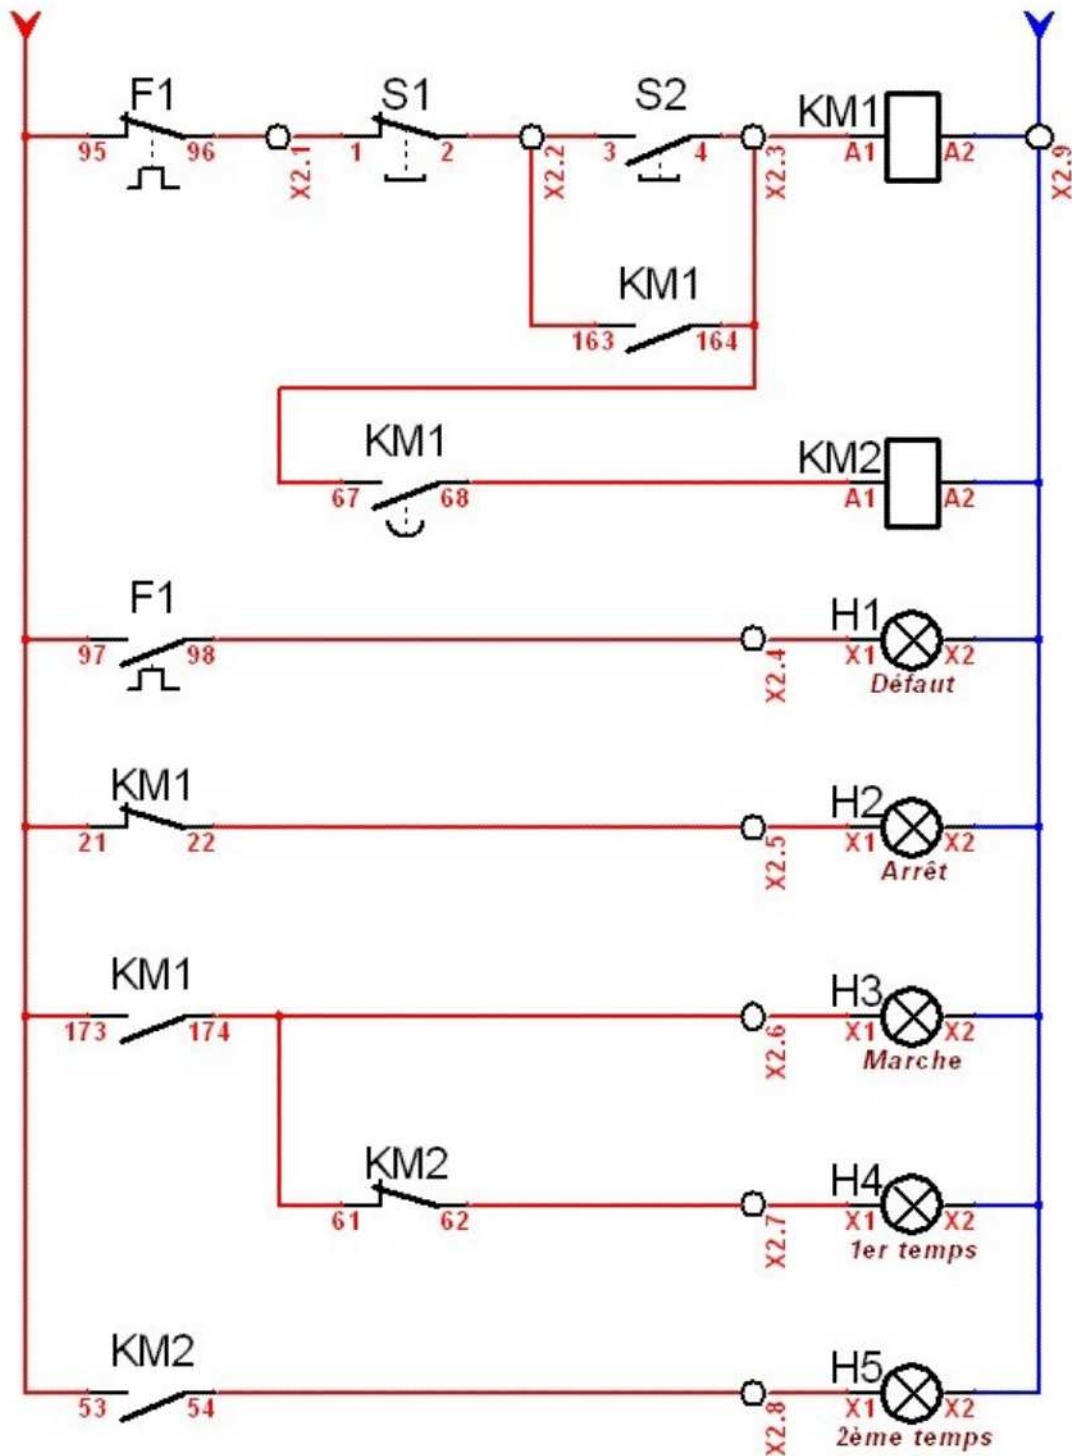 F1 S1 S2 KM1
95 96 X2.1 1 2 X2.2 3 4 X2.3 A1 A2 X2.9
KM1
163 164
KM1 KM2
67 68 A1 A2
F1 H1
97 98 X2.4 X1 X2
Défaut
KM1 H2
21 22 X2.5 X1 X2
Arrêt
KM1 H3
173 174 X2.6 X1 X2
Marche
KM2 H4
61 62 X2.7 X1 X2
1er temps
KM2 H5
53 54 X2.8 X1 X2
2ème temps